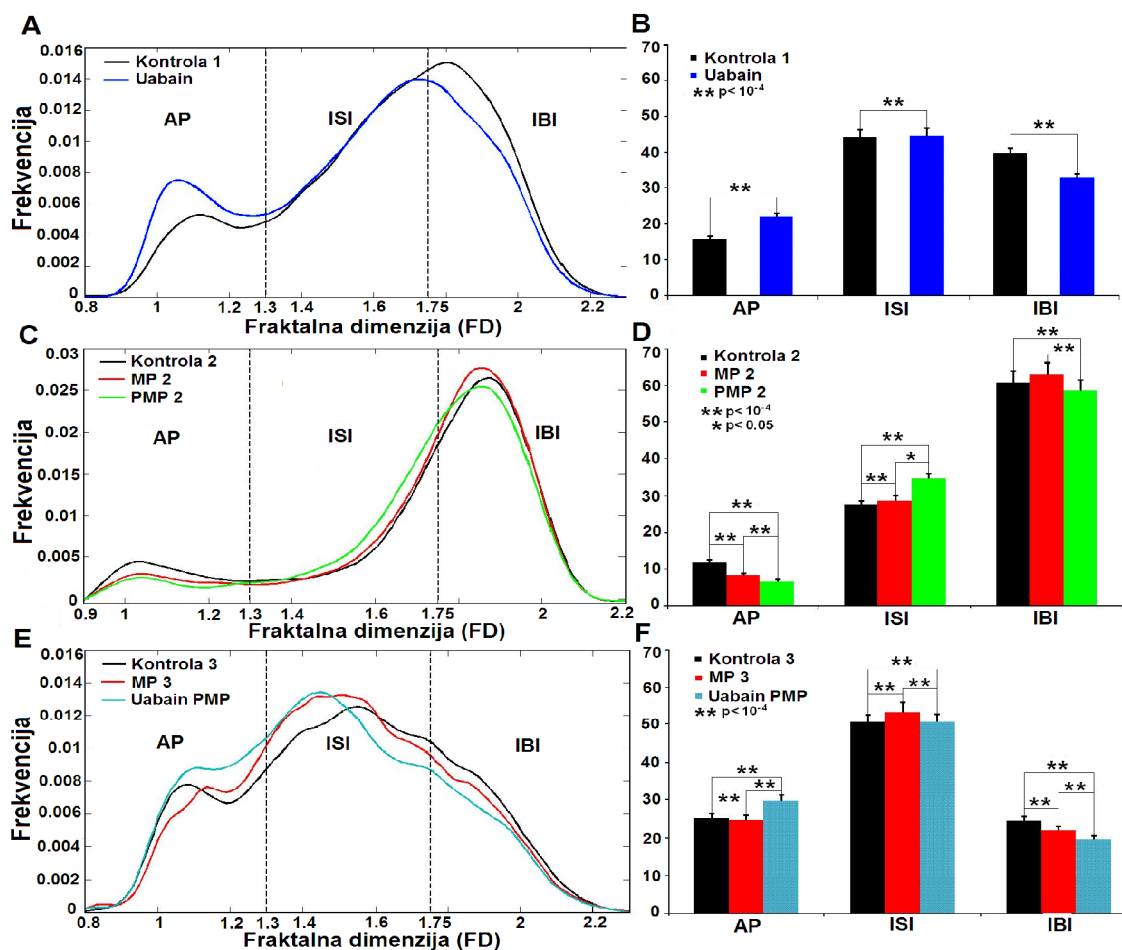 A
Frekvencija
0.016
0.014
0.012
0.01
0.008
0.006
0.004
0.002
0
Kontrola 1
Uabain
AP
ISI
IBI
0.8
1
1.2
1.3
1.4
1.6
1.75
2
2.2
Fraktalna dimenzija (FD)
B
70
60
50
40
30
20
10
0
Kontrola 1
Uabain
** p< 10-4
**
**
**
AP
ISI
IBI
C
Frekvencija
0.03
0.025
0.02
0.015
0.01
0.005
0
Kontrola 2
MP 2
PMP 2
AP
ISI
IBI
0.9
1
1.2
1.3
1.4
1.75
2
2.2
Fraktalna dimenzija (FD)
D
70
60
50
40
30
20
10
0
Kontrola 2
MP 2
PMP 2
** p< 10-4
* p< 0.05
**
** **
**
** *
**
**
AP
ISI
IBI
E
Frekvencija
0.016
0.014
0.012
0.01
0.008
0.006
0.004
0.002
0
Kontrola 3
MP 3
Uabain PMP
AP
ISI
IBI
0.8
1
1.2
1.3
1.4
1.6
1.75
2
2.2
Fraktalna dimenzija (FD)
F
70
60
50
40
30
20
10
0
Kontrola 3
MP 3
Uabain PMP
** p< 10-4
**
** **
**
** **
**
** **
AP
ISI
IBI